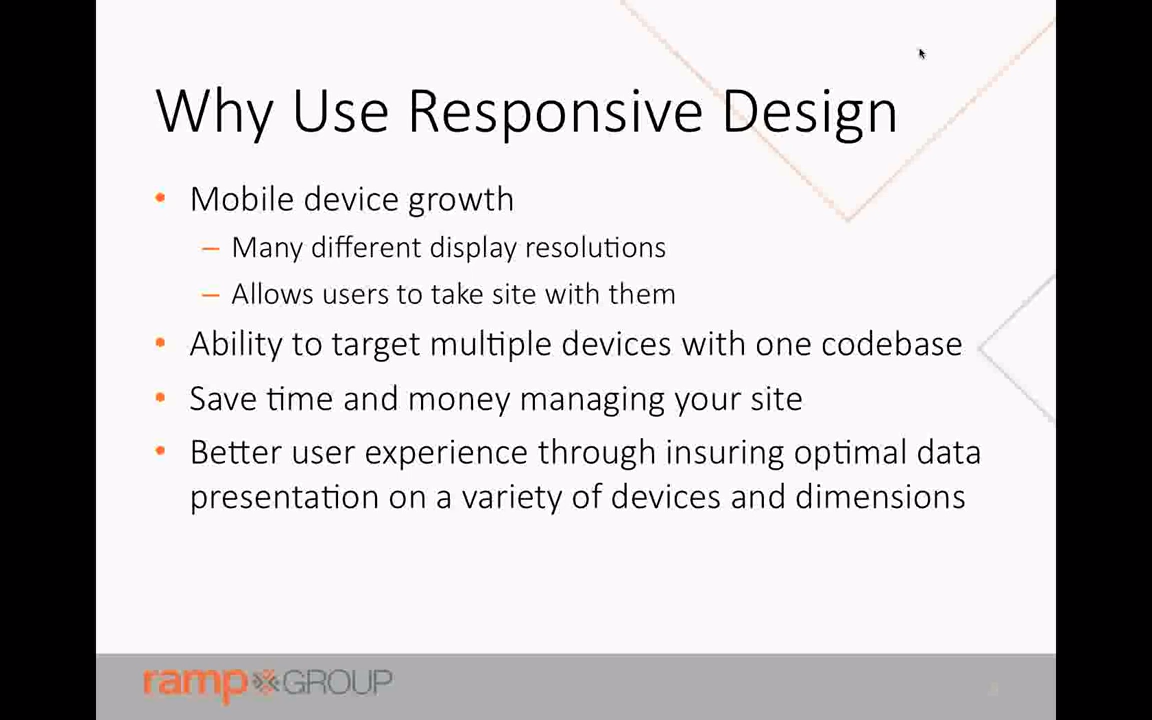 Why Use Responsive Design
• Mobile device growth
– Many different display resolutions
– Allows users to take site with them
• Ability to target multiple devices with one codebase
• Save time and money managing your site
• Better user experience through insuring optimal data
presentation on a variety of devices and dimensions
ramp GROUP